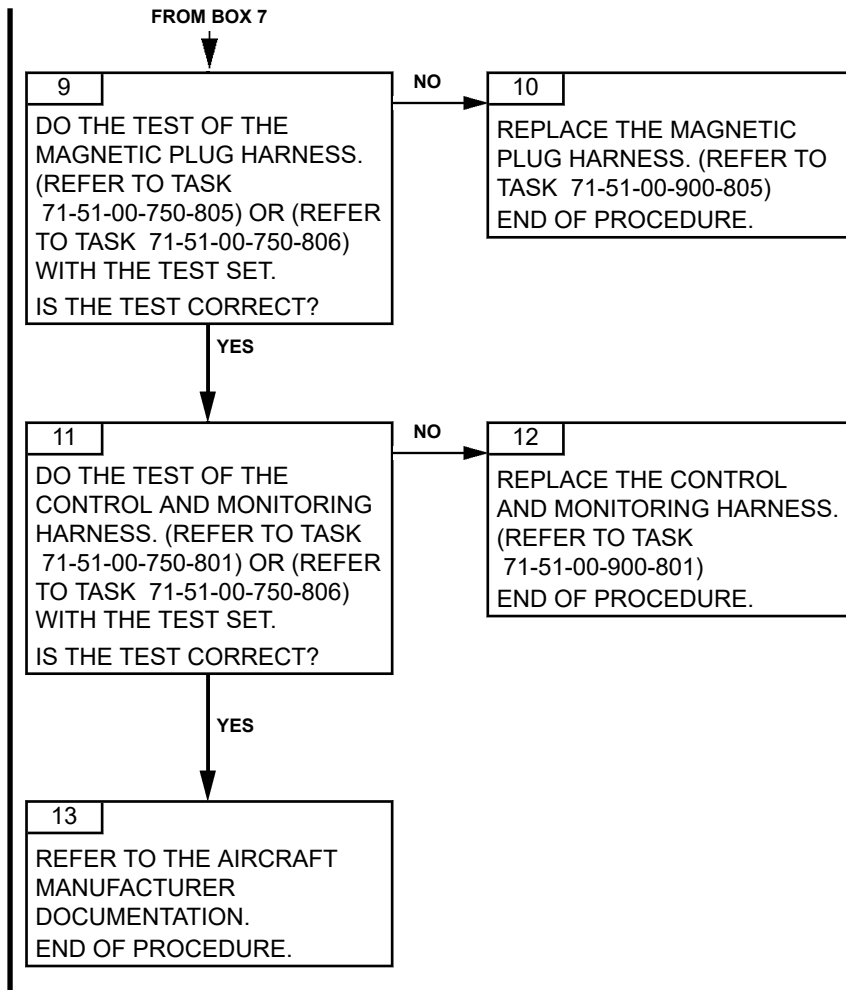 FROM BOX 7
9
DO THE TEST OF THE
MAGNETIC PLUG HARNESS.
(REFER TO TASK
71-51-00-750-805) OR (REFER
TO TASK 71-51-00-750-806)
WITH THE TEST SET.
IS THE TEST CORRECT?
NO
10
REPLACE THE MAGNETIC
PLUG HARNESS. (REFER TO
TASK 71-51-00-900-805)
END OF PROCEDURE.
YES
11
DO THE TEST OF THE
CONTROL AND MONITORING
HARNESS. (REFER TO TASK
71-51-00-750-801) OR (REFER
TO TASK 71-51-00-750-806)
WITH THE TEST SET.
IS THE TEST CORRECT?
NO
12
REPLACE THE CONTROL
AND MONITORING HARNESS.
(REFER TO TASK
71-51-00-900-801)
END OF PROCEDURE.
YES
13
REFER TO THE AIRCRAFT
MANUFACTURER
DOCUMENTATION.
END OF PROCEDURE.